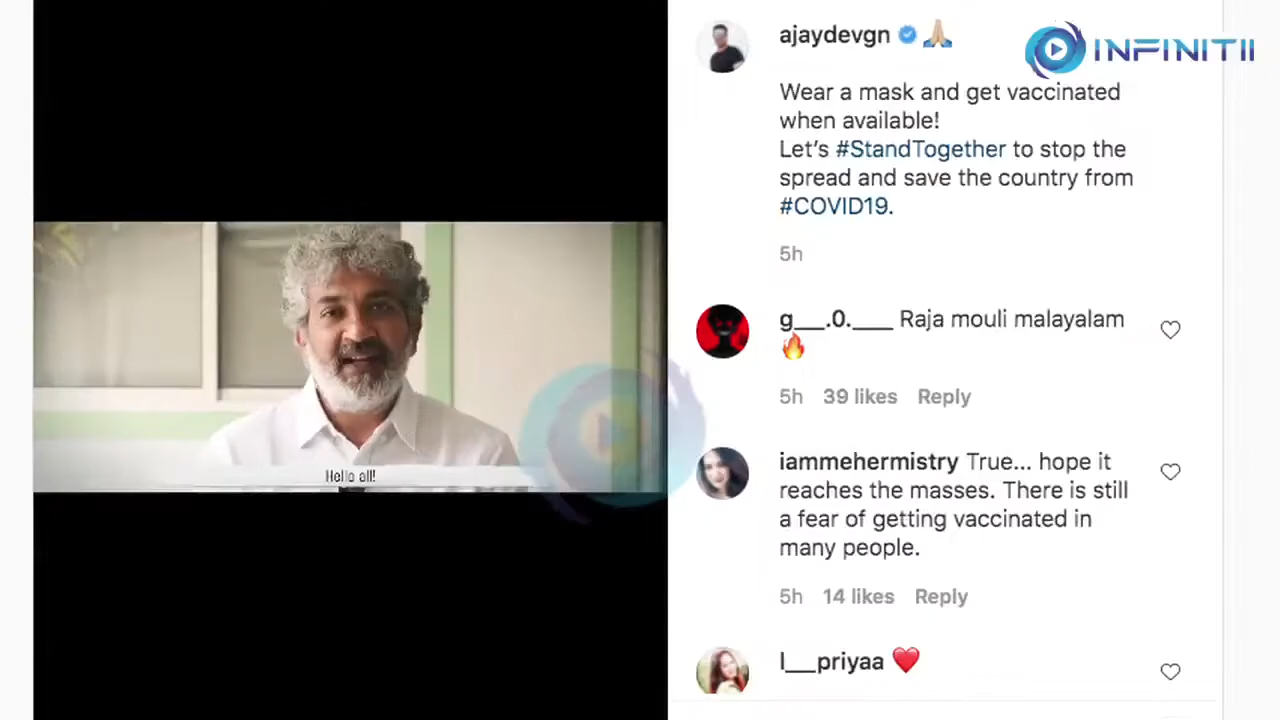 INFINITII
ajaydevgn 🙏🏼
Wear a mask and get vaccinated
when available!
Let's #StandTogether to stop the
spread and save the country from
#COVID19.
5h
g___.0.____ Raja mouli malayalam
🔥
5h 39 likes Reply
iammehermistry True... hope it
reaches the masses. There is still
a fear of getting vaccinated in
many people.
5h 14 likes Reply
l___priyaa ❤️
Hello all!